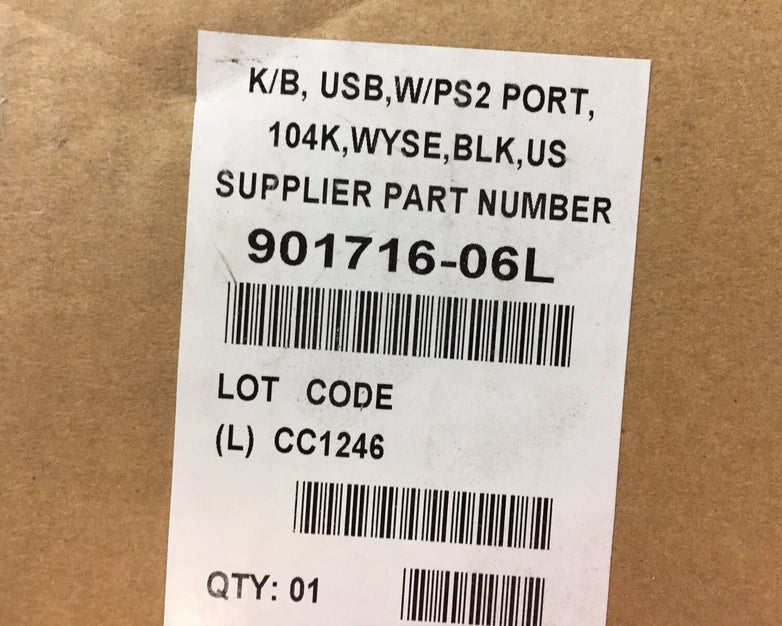 K/B, USB,W/PS2 PORT,
104K,WYSE,BLK,US
SUPPLIER PART NUMBER
901716-06L
LOT CODE
(L) CC1246
QTY: 01